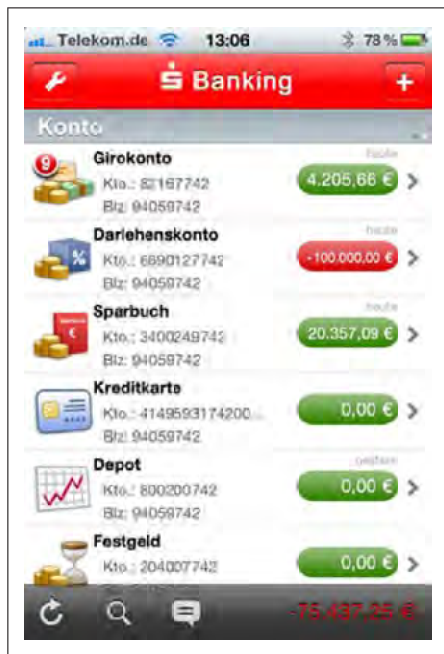 Telekom.de 13:06 78 %
Banking
Konto
9
Girokonto
heute
Kto.: 82167742
4.205,66 €
Blz: 94059742
Darlehenskonto
heute
Kto.: 6690127742
-100.000,00 €
Blz: 94059742
Sparbuch
heute
Kto.: 3400249742
20.357,09 €
Blz: 94059742
Kreditkarte
Kto.: 4149593174200...
0,00 €
Blz: 94059742
Depot
gestern
Kto.: 800200742
0,00 €
Blz: 94059742
Festgeld
Kto.: 204007742
0,00 €
-75.437,25 €